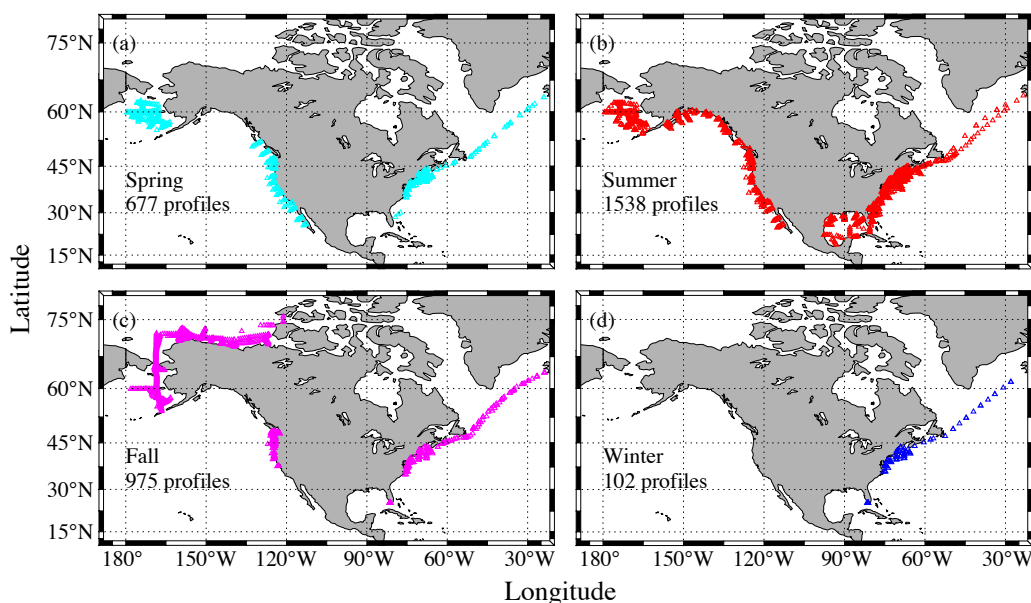 (a)
Spring
677 profiles
75°N
60°N
45°N
30°N
15°N
(b)
Summer
1538 profiles
Latitude
(c)
Fall
975 profiles
75°N
60°N
45°N
30°N
15°N
180° 150°W 120°W 90°W 60°W 30°W
(d)
Winter
102 profiles
180° 150°W 120°W 90°W 60°W 30°W
Longitude